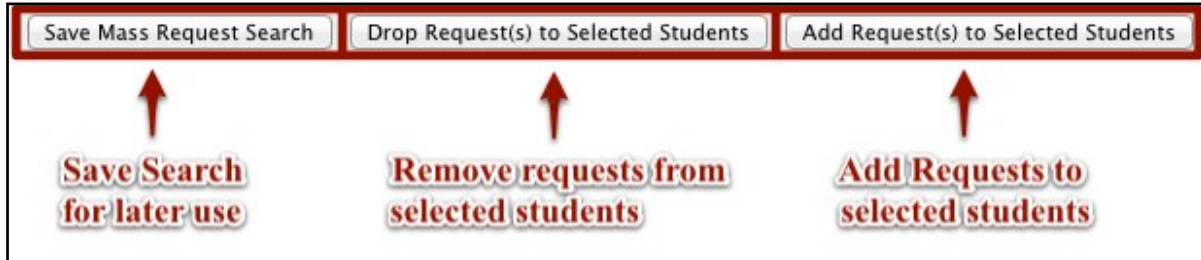 Save Mass Request Search Drop Request(s) to Selected Students Add Request(s) to Selected Students
Save Search
for later use
Remove requests from
selected students
Add Requests to
selected students